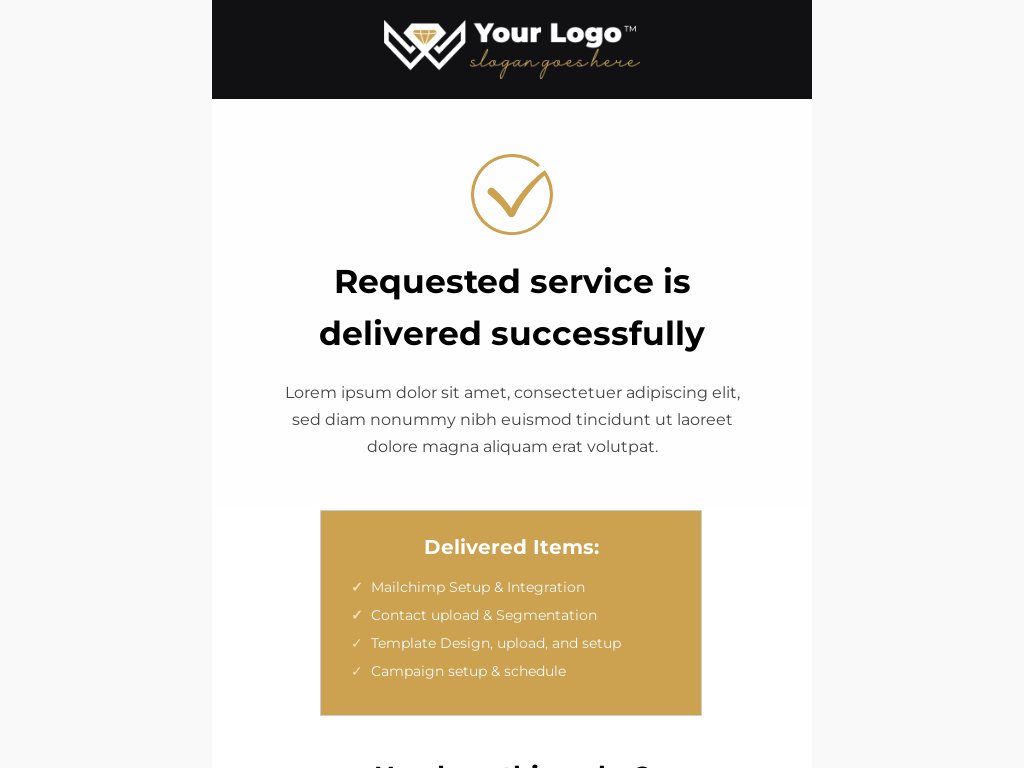 Your Logo™
slogan goes here
Requested service is
delivered successfully
Lorem ipsum dolor sit amet, consectetuer adipiscing elit,
sed diam nonummy nibh euismod tincidunt ut laoreet
dolore magna aliquam erat volutpat.
Delivered Items:
✓ Mailchimp Setup & Integration
✓ Contact upload & Segmentation
✓ Template Design, upload, and setup
✓ Campaign setup & schedule